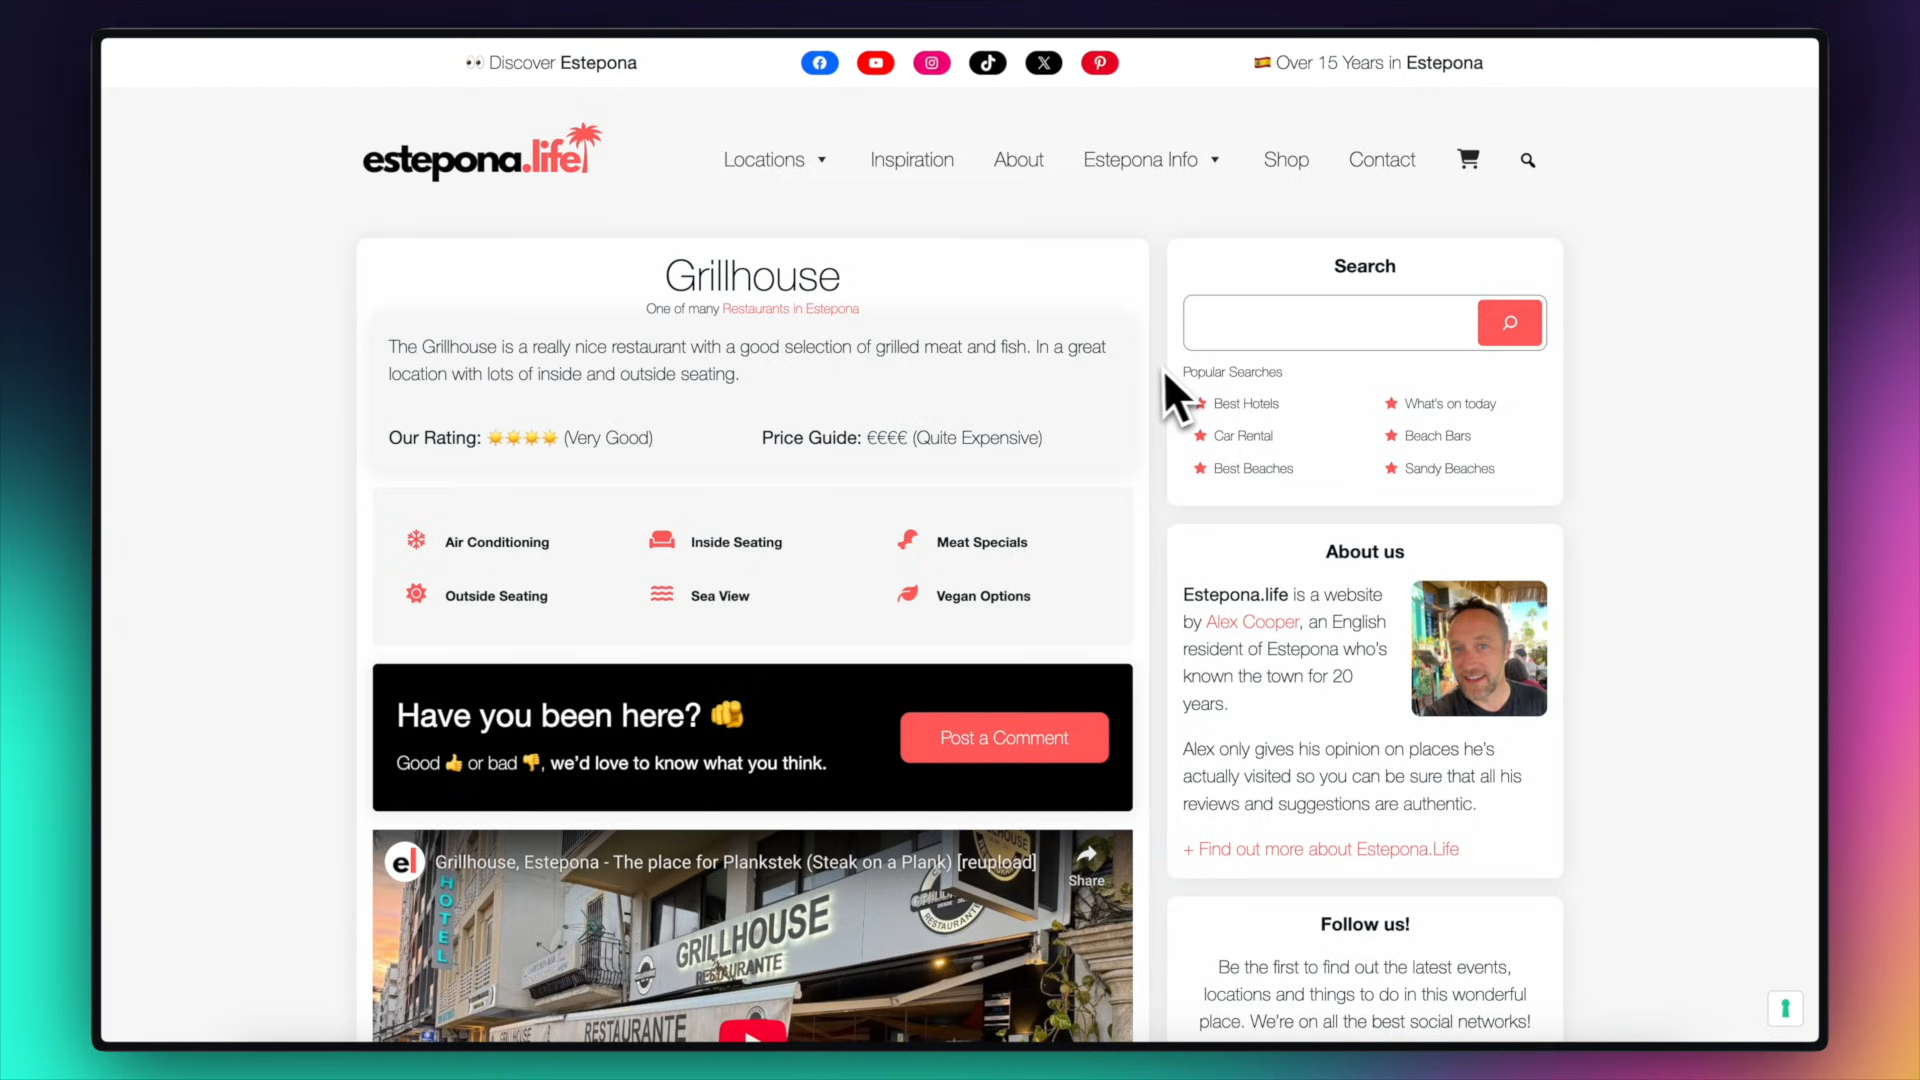 👀 Discover Estepona
🇪🇸 Over 15 Years in Estepona
estepona.life
Locations
Inspiration
About
Estepona Info
Shop
Contact
Grillhouse
One of many Restaurants in Estepona
The Grillhouse is a really nice restaurant with a good selection of grilled meat and fish. In a great
location with lots of inside and outside seating.
Our Rating: ☀️☀️☀️☀️ (Very Good)
Price Guide: €€€€ (Quite Expensive)
Air Conditioning
Inside Seating
Meat Specials
Outside Seating
Sea View
Vegan Options
Have you been here? 🫵
Good 👍 or bad 👎, we'd love to know what you think.
Post a Comment
el
Grillhouse, Estepona - The place for Plankstek (Steak on a Plank) [reupload]
Share
HOTEL
GRILLHOUSE
RESTAURANTE
GRILLHOUSE
RESTAURANTE
RESTAURANTE
Search
Popular Searches
Best Hotels
What's on today
Car Rental
Beach Bars
Best Beaches
Sandy Beaches
About us
Estepona.life is a website
by Alex Cooper, an English
resident of Estepona who's
known the town for 20
years.
Alex only gives his opinion on places he's
actually visited so you can be sure that all his
reviews and suggestions are authentic.
+ Find out more about Estepona.Life
Follow us!
Be the first to find out the latest events,
locations and things to do in this wonderful
place. We're on all the best social networks!